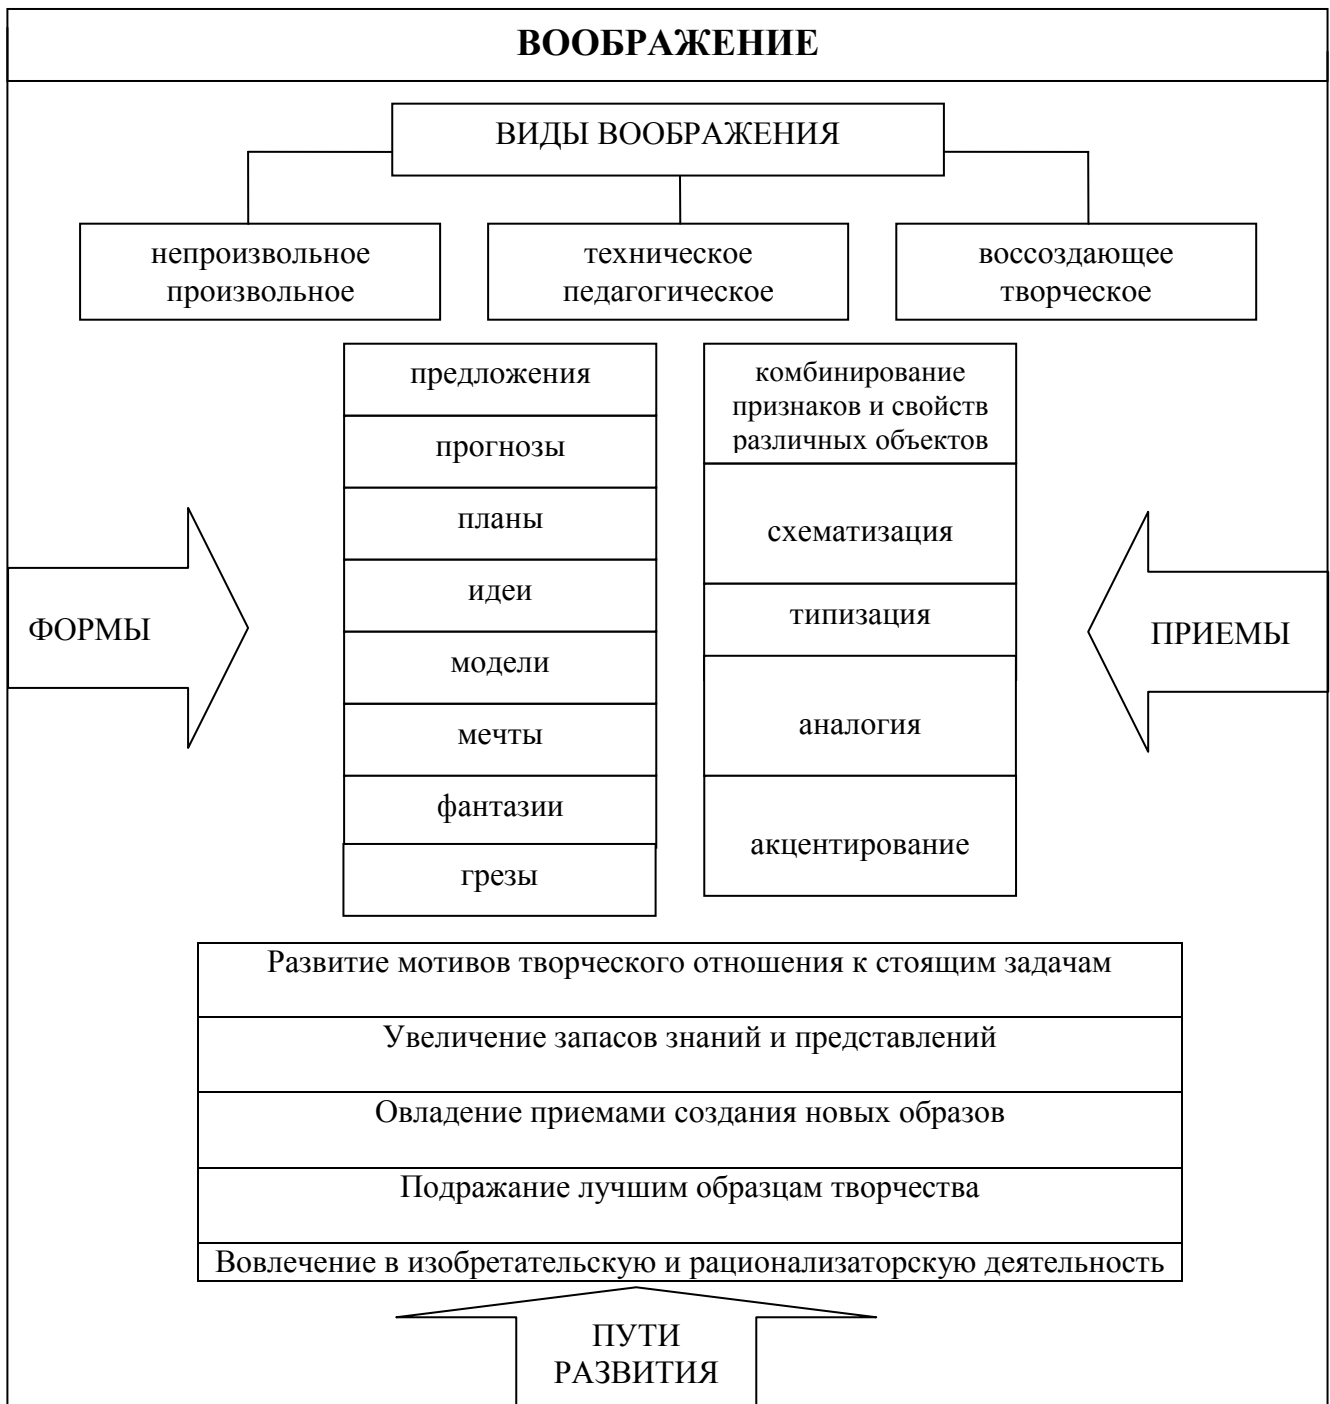 ВООБРАЖЕНИЕ
ВИДЫ ВООБРАЖЕНИЯ
непроизвольное
произвольное
техническое
педагогическое
воссоздающее
творческое
ФОРМЫ
предложения
прогнозы
планы
идеи
модели
мечты
фантазии
грезы
комбинирование
признаков и свойств
различных объектов
схематизация
типизация
аналогия
акцентирование
ПРИЕМЫ
Развитие мотивов творческого отношения к стоящим задачам
Увеличение запасов знаний и представлений
Овладение приемами создания новых образов
Подражание лучшим образцам творчества
Вовлечение в изобретательскую и рационализаторскую деятельность
ПУТИ
РАЗВИТИЯ